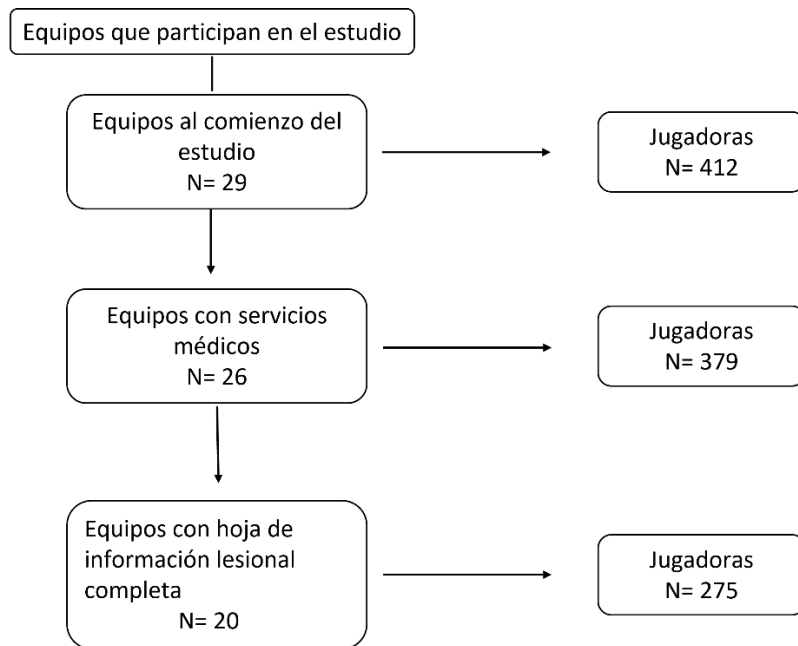 Equipos que participan en el estudio
Equipos al comienzo del
estudio
N= 29
Jugadoras
N= 412
Equipos con servicios
médicos
N= 26
Jugadoras
N= 379
Equipos con hoja de
información lesional
completa
N= 20
Jugadoras
N= 275